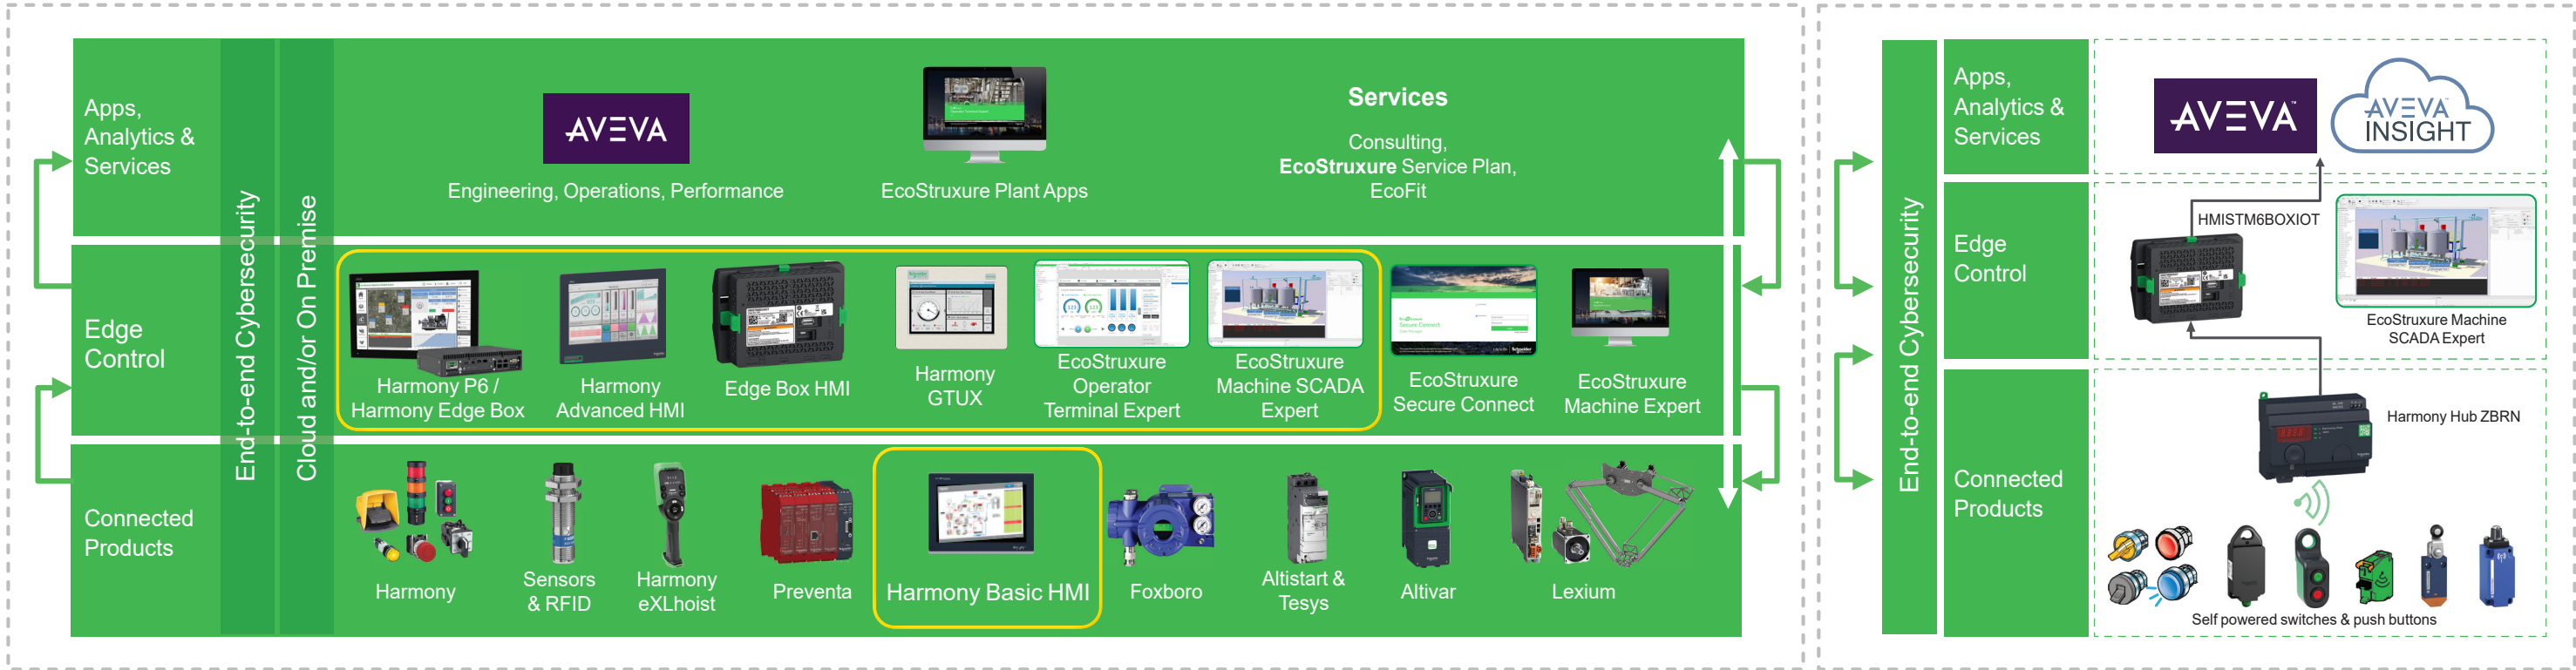 Apps,
Analytics &
Services
End-to-end Cybersecurity
Cloud and/or On Premise
AVEVA
Engineering, Operations, Performance
EcoStruxure Plant Apps
Services
Consulting,
EcoStruxure Service Plan,
EcoFit
Edge
Control
Harmony P6 /
Harmony Edge Box
Harmony
Advanced HMI
Edge Box HMI
Harmony
GTUX
EcoStruxure
Operator
Terminal Expert
EcoStruxure
Machine SCADA
Expert
Secure Connect
EcoStruxure
Secure Connect
EcoStruxure
Machine Expert
Connected
Products
Harmony
Sensors
& RFID
Harmony
eXLhoist
Preventa
Harmony Basic HMI
Foxboro
Altistart &
Tesys
Altivar
Lexium
End-to-end Cybersecurity
Apps,
Analytics &
Services
AVEVA™
AVEVA™
INSIGHT
Edge
Control
HMISTM6BOXIOT
EcoStruxure Machine
SCADA Expert
Connected
Products
Harmony Hub ZBRN
Self powered switches & push buttons